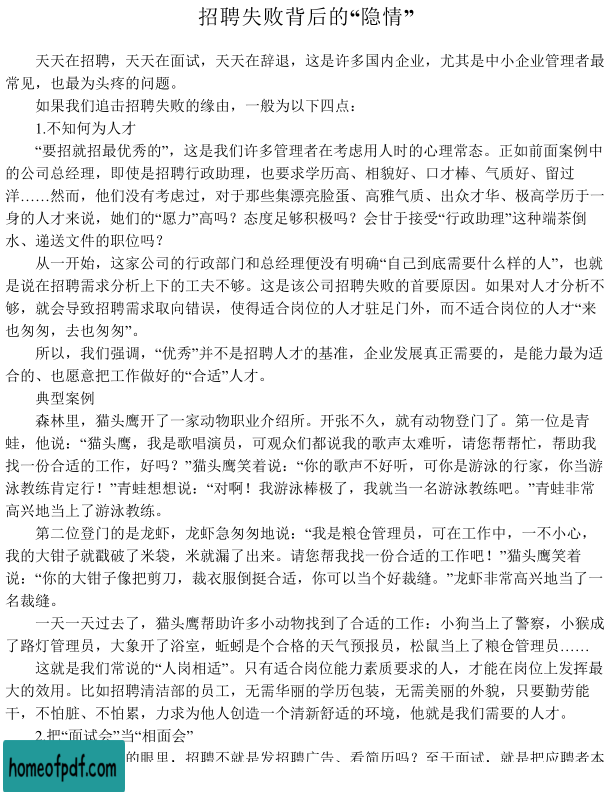 招聘失败背后的“隐情”
天天在招聘，天天在面试，天天在辞退，这是许多国内企业，尤其是中小企业管理者最
常见，也最为头疼的问题。
如果我们追击招聘失败的缘由，一般为以下四点：
1.不知何为人才
“要招就招最优秀的”，这是我们许多管理者在考虑用人时的心理常态。正如前面案例中
的公司总经理，即使是招聘行政助理，也要求学历高、相貌好、口才棒、气质好、留过
洋……然而，他们没有考虑过，对于那些集漂亮脸蛋、高雅气质、出众才华、极高学历于一
身的人才来说，她们的“愿力”高吗？态度足够积极吗？会甘于接受“行政助理”这种端茶倒
水、递送文件的职位吗？
从一开始，这家公司的行政部门和总经理便没有明确“自己到底需要什么样的人”，也就
是说在招聘需求分析上下的工夫不够。这是该公司招聘失败的首要原因。如果对人才分析不
够，就会导致招聘需求取向错误，使得适合岗位的人才驻足门外，而不适合岗位的人才“来
也匆匆，去也匆匆”。
所以，我们强调，“优秀”并不是招聘人才的基准，企业发展真正需要的，是能力最为适
合的、也愿意把工作做好的“合适”人才。
典型案例
森林里，猫头鹰开了一家动物职业介绍所。开张不久，就有动物登门了。第一位是青
蛙，他说：“猫头鹰，我是歌唱演员，可观众们都说我的歌声太难听，请您帮帮忙，帮助我
找一份合适的工作，好吗？”猫头鹰笑着说：“你的歌声不好听，可你是游泳的行家，你当游
泳教练肯定行！”青蛙想想说：“对啊！我游泳棒极了，我就当一名游泳教练吧。”青蛙非常
高兴地当上了游泳教练。
第二位登门的是龙虾，龙虾急匆匆地说：“我是粮仓管理员，可在工作中，一不小心，
我的大钳子就戳破了米袋，米就漏了出来。请您帮我找一份合适的工作吧！”猫头鹰笑着
说：“你的大钳子像把剪刀，裁衣服倒挺合适，你可以当个好裁缝。”龙虾非常高兴地当了一
名裁缝。
一天一天过去了，猫头鹰帮助许多小动物找到了合适的工作：小狗当上了警察，小猴成
了路灯管理员，大象开了浴室，蚯蚓是个合格的天气预报员，松鼠当上了粮仓管理员……
这就是我们常说的“人岗相适”。只有适合岗位能力素质要求的人，才能在岗位上发挥最
大的效用。比如招聘清洁部的员工，无需华丽的学历包装，无需美丽的外貌，只要勤劳能
干，不怕脏、不怕累，力求为他人创造一个清新舒适的环境，他就是我们需要的人才。
2.把“面试会”当“相面会”
的眼里，招聘不就是发招聘广告、看简历吗？至于面试，就是把应聘者本
homeofpdf.com